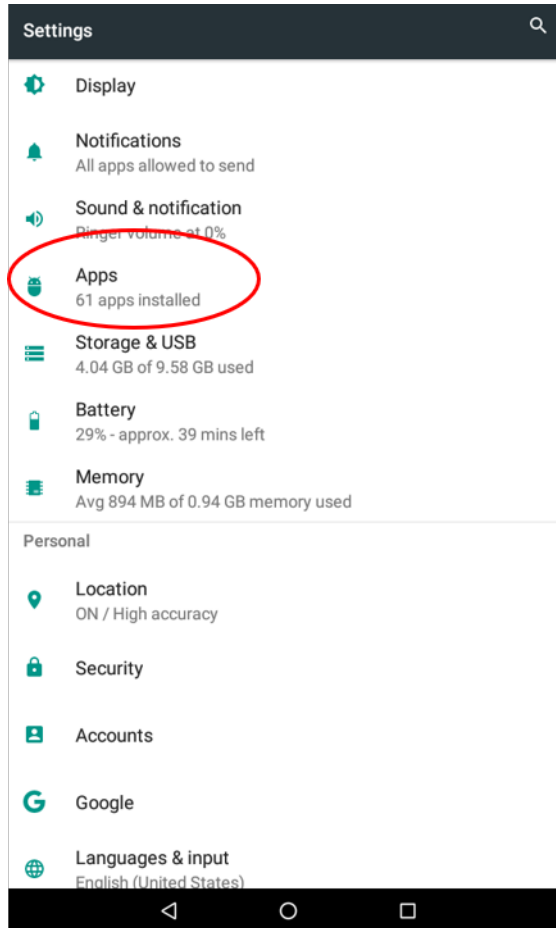 Settings
Display
Notifications
All apps allowed to send
Sound & notification
Ringer volume at 0%
Apps
61 apps installed
Storage & USB
4.04 GB of 9.58 GB used
Battery
29% - approx. 39 mins left
Memory
Avg 894 MB of 0.94 GB memory used
Personal
Location
ON / High accuracy
Security
Accounts
Google
Languages & input
English (United States)